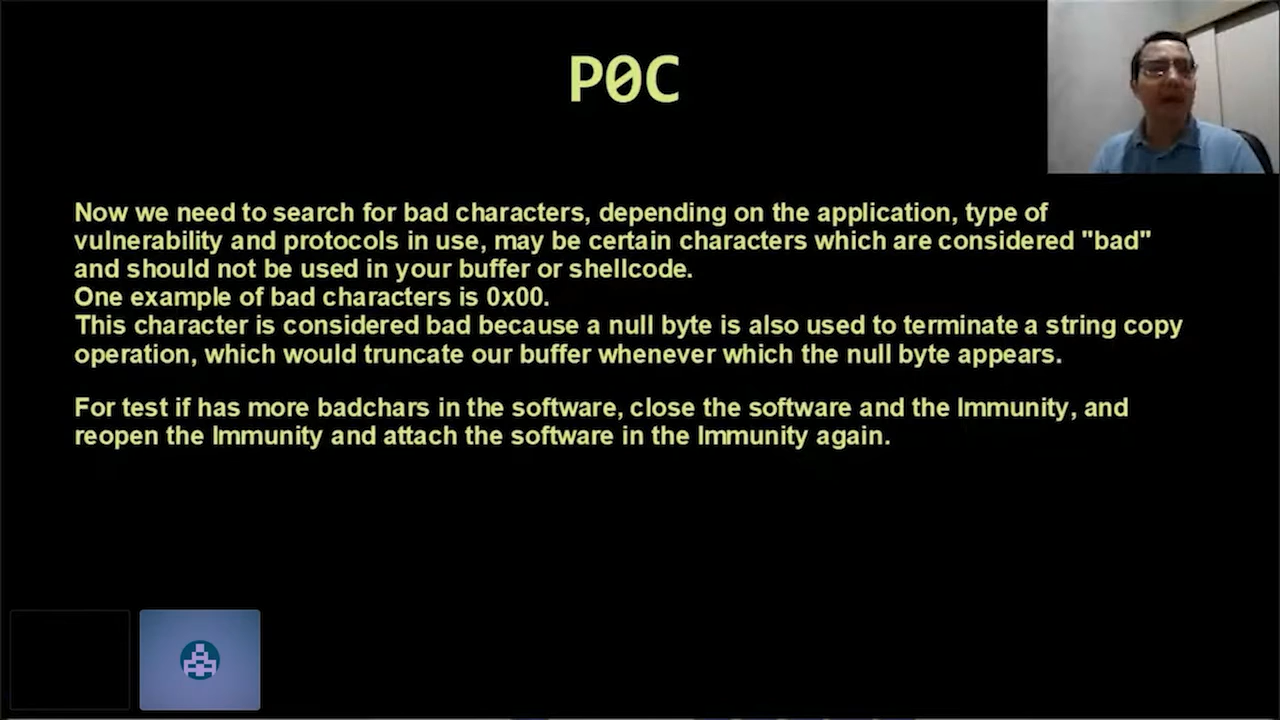 P0C
Now we need to search for bad characters, depending on the application, type of
vulnerability and protocols in use, may be certain characters which are considered "bad"
and should not be used in your buffer or shellcode.
One example of bad characters is 0x00.
This character is considered bad because a null byte is also used to terminate a string copy
operation, which would truncate our buffer whenever which the null byte appears.
For test if has more badchars in the software, close the software and the Immunity, and
reopen the Immunity and attach the software in the Immunity again.